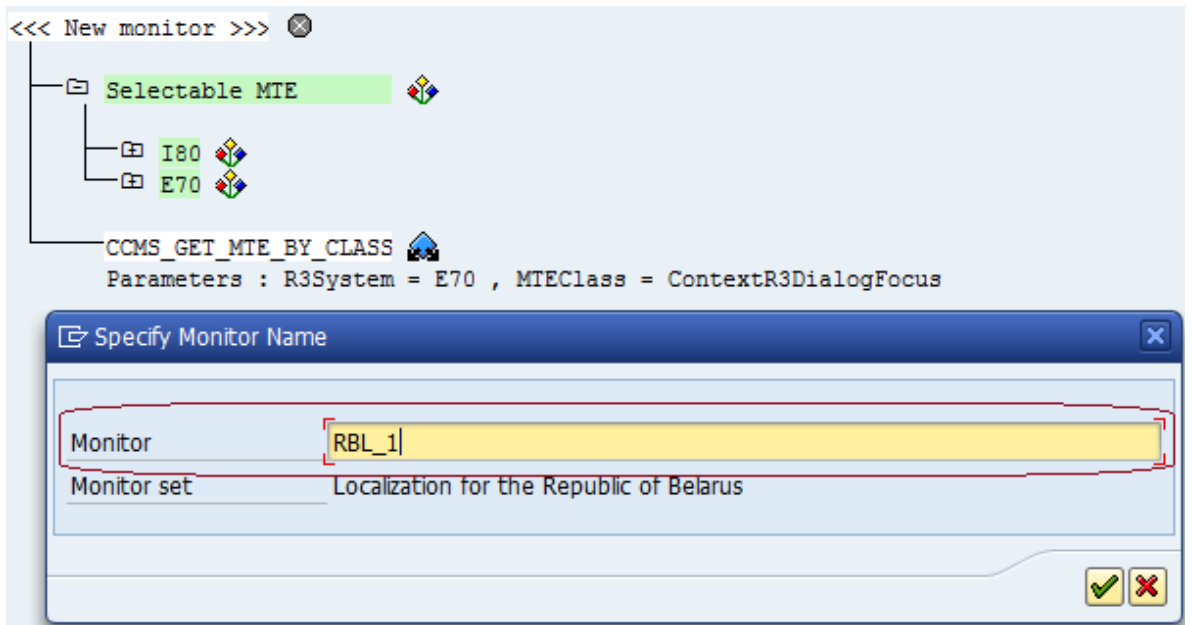 <<< New monitor >>>
Selectable MTE
I80
E70
CCMS_GET_MTE_BY_CLASS
Parameters : R3System = E70 , MTEClass = ContextR3DialogFocus
Specify Monitor Name
Monitor RBL_1
Monitor set Localization for the Republic of Belarus